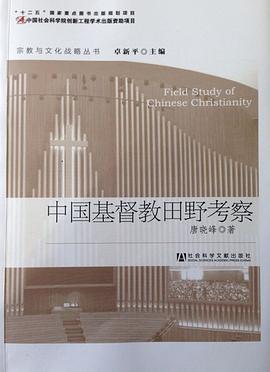 “十二五”国家重点图书出版规划项目
中国社会科学院创新工程学术出版资助项目
宗教与文化战略丛书
卓新平●主编
Field Study of
Chinese Christianity
中国基督教田野考察
唐晓峰◎著
社会科学文献出版社
SOCIAL SCIENCES ACADEMIC PRESS (CHINA)